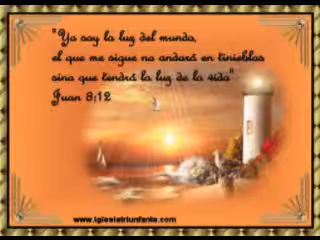 "Yo soy la luz del mundo,
el que me sigue no andará en tinieblas
sino que tendrá la luz de la vida"
Juan 8:12
www.iglesiatriunfante.com